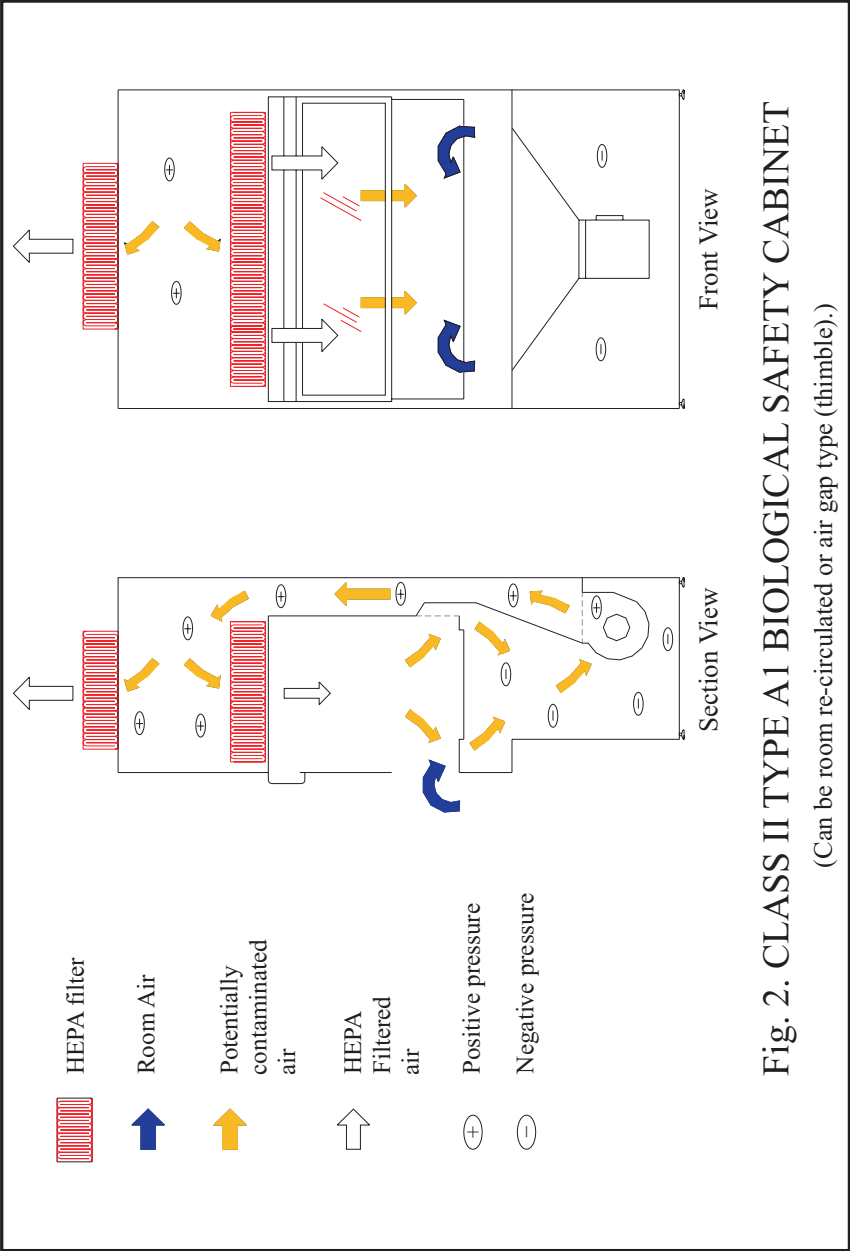 HEPA filter
Room Air
Potentially
contaminated
air
HEPA
Filtered
air
Positive pressure
Negative pressure
Section View
Front View
Fig. 2. CLASS II TYPE A1 BIOLOGICAL SAFETY CABINET
(Can be room re-circulated or air gap type (thimble).)